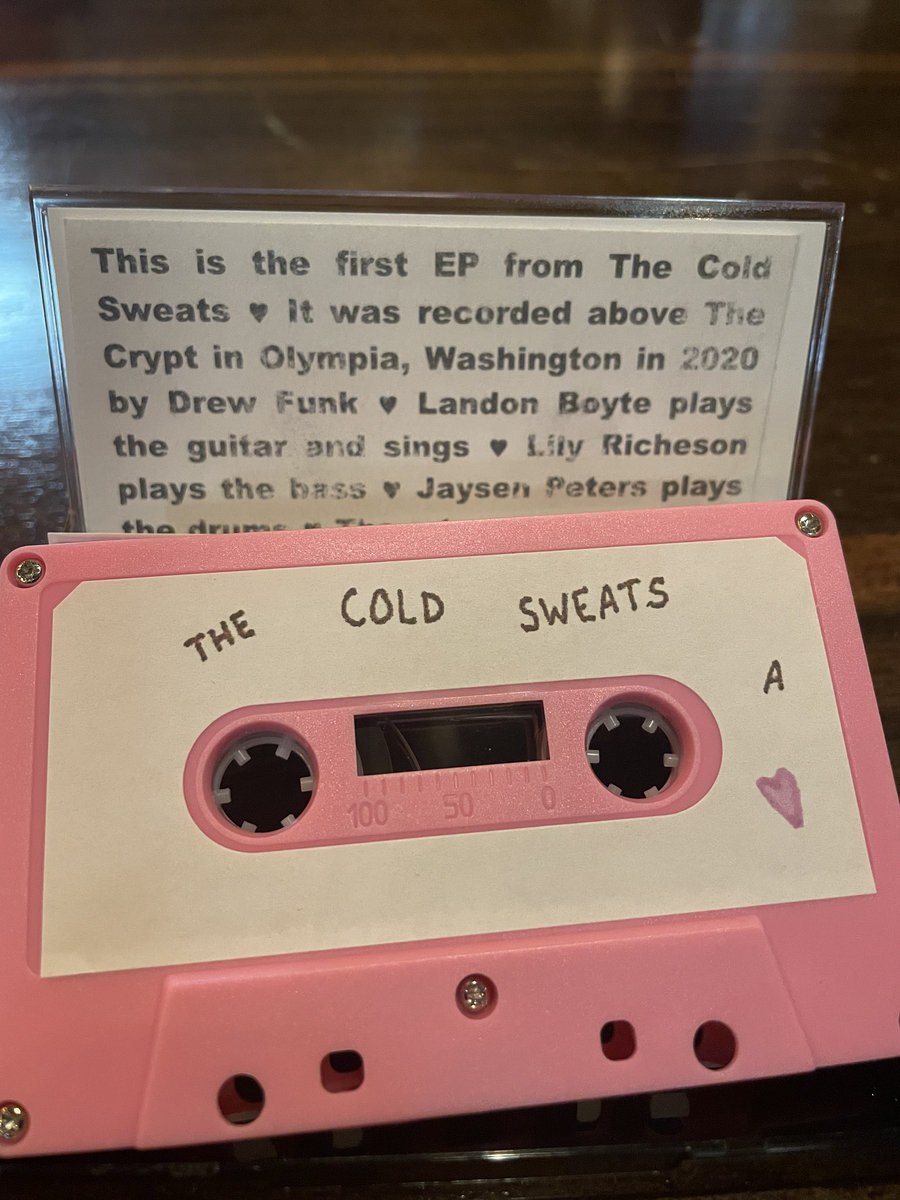 This is the first EP from The Cold
Sweats ♥ It was recorded above The
Crypt in Olympia, Washington in 2020
by Drew Funk ♥ Landon Boyte plays
the guitar and sings ♥ Lily Richeson
plays the bass ♥ Jaysen Peters plays
the drums ♥
THE COLD SWEATS
A
100 50 0